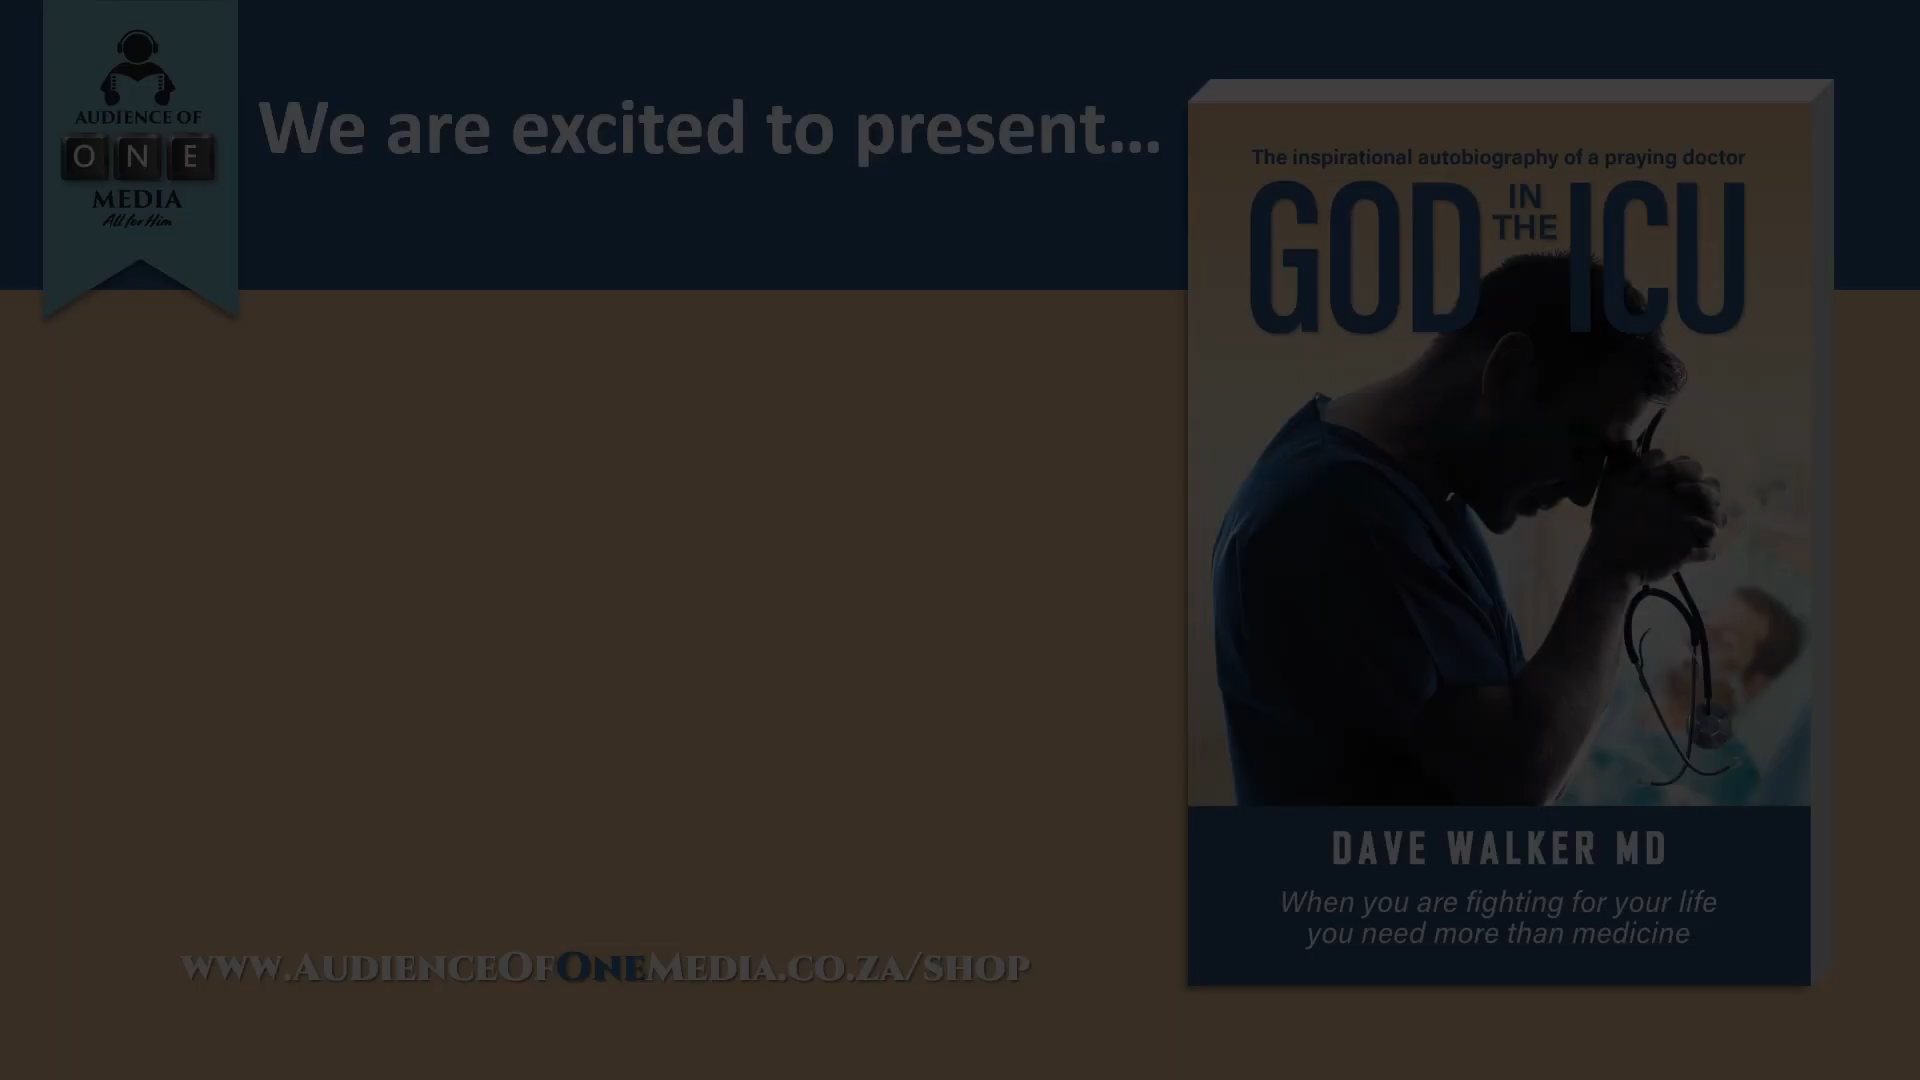 AUDIENCE OF
O N E
MEDIA
All for Him
We are excited to present...
The inspirational autobiography of a praying doctor
GOD IN THE ICU
DAVE WALKER MD
When you are fighting for your life
you need more than medicine
www.AudienceOfOneMedia.co.za/shop